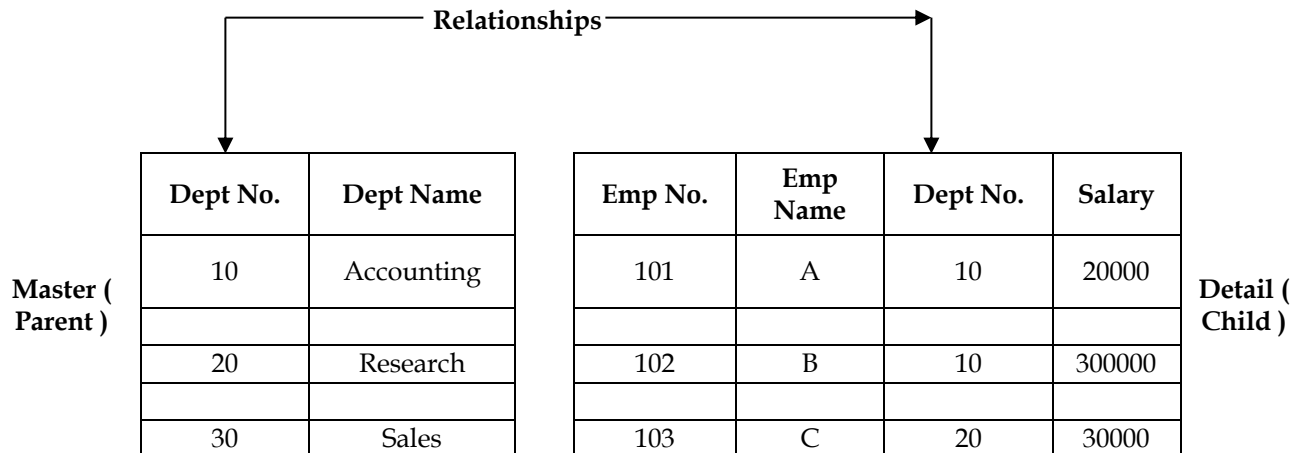 Relationships
Dept No. Dept Name Emp No. Emp Name Dept No. Salary
Master ( Parent )
10 Accounting 101 A 10 20000
Detail ( Child )
20 Research 102 B 10 300000
30 Sales 103 C 20 30000